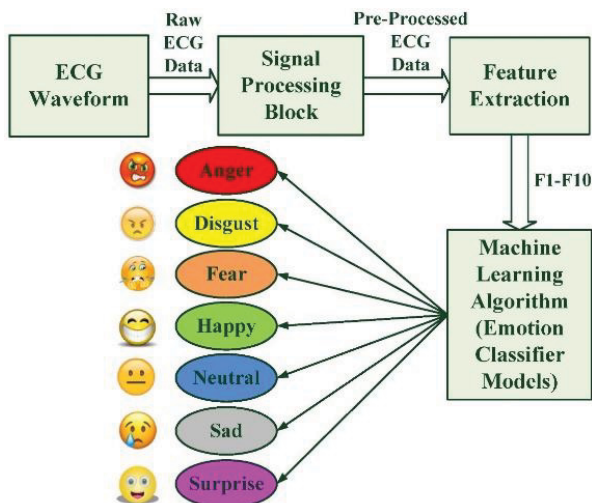 Raw
ECG
Data
Pre-Processed
ECG
Data
ECG
Waveform
Signal
Processing
Block
Feature
Extraction
F1-F10
Anger
Disgust
Fear
Happy
Neutral
Sad
Surprise
Machine
Learning
Algorithm
(Emotion
Classifier
Models)